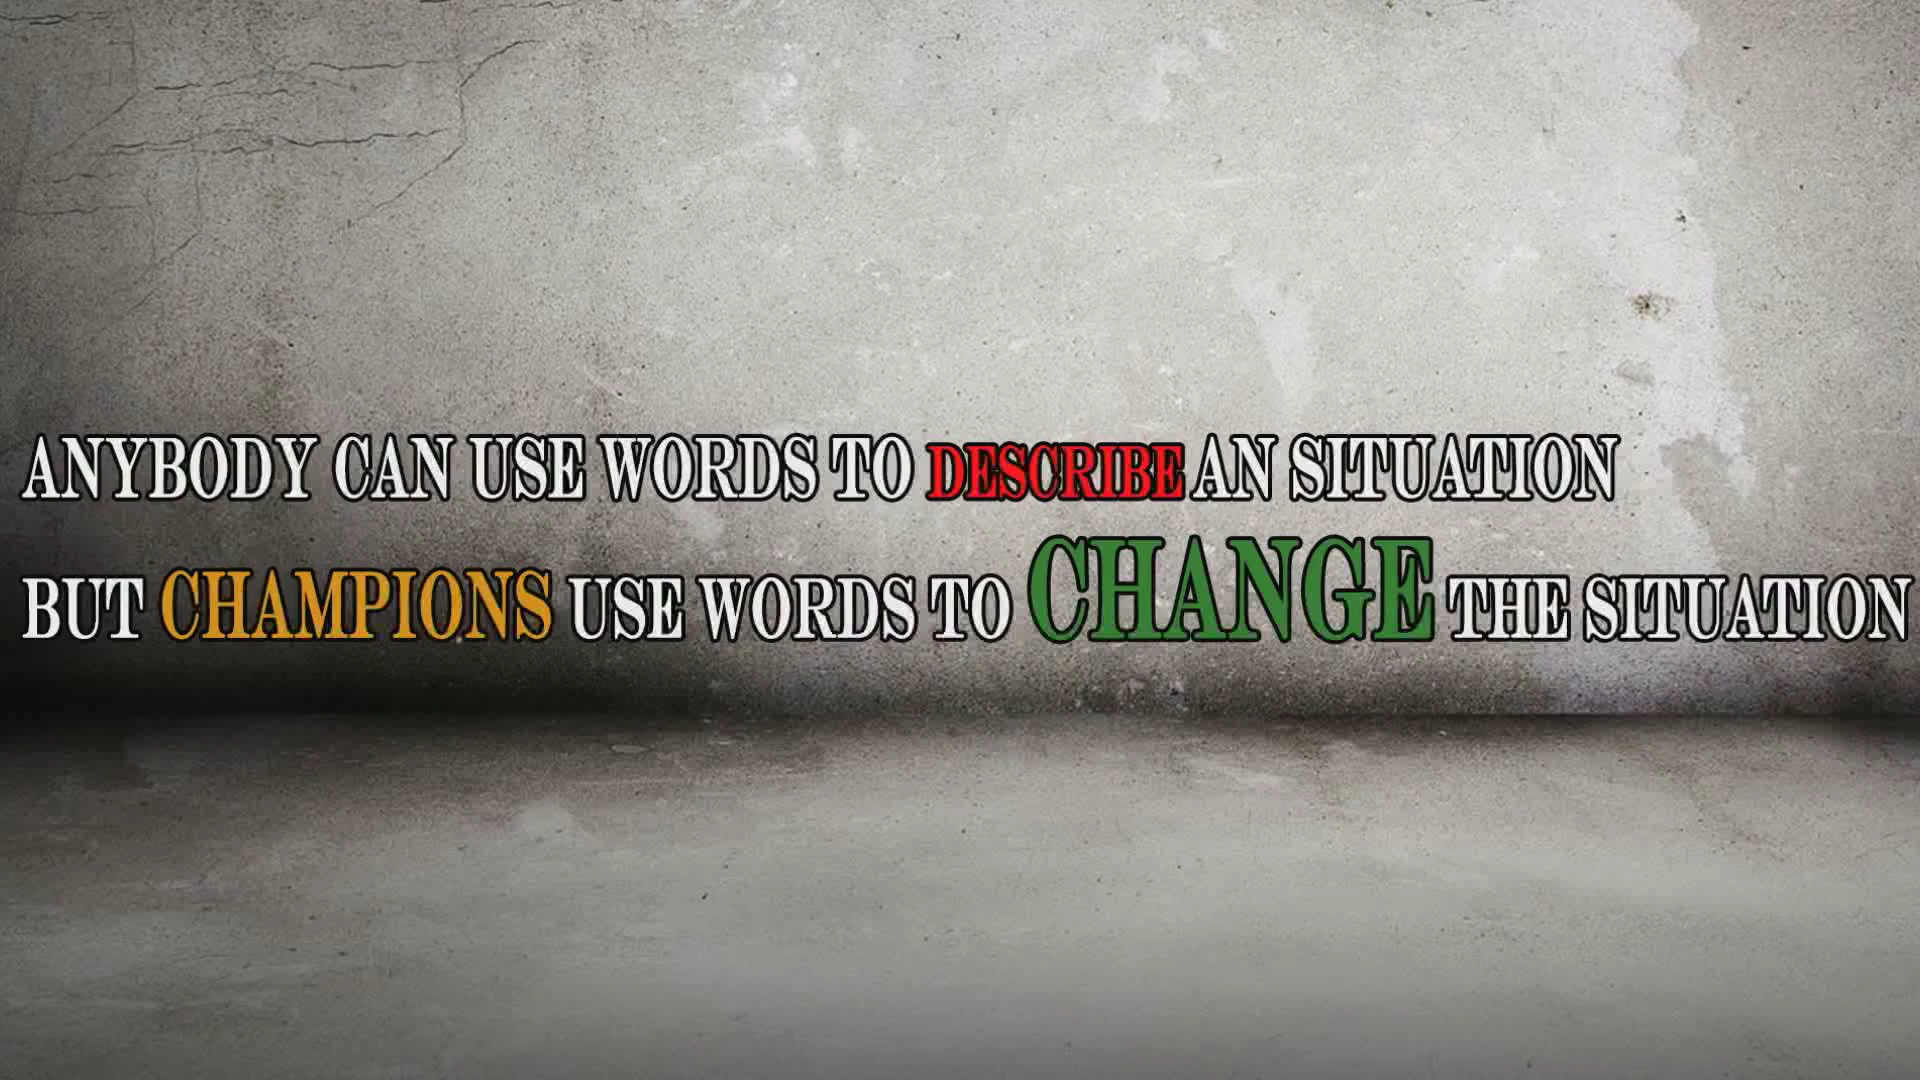 ANYBODY CAN USE WORDS TO DESCRIBE AN SITUATION
BUT CHAMPIONS USE WORDS TO CHANGE THE SITUATION